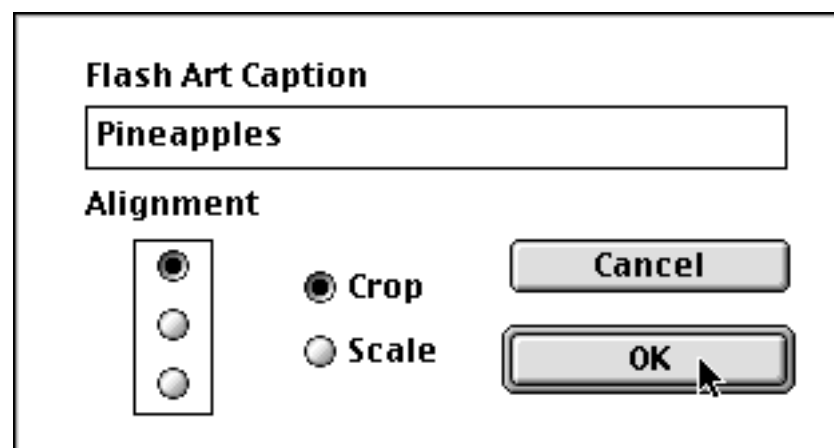 Flash Art Caption
Pineapples
Alignment
Crop
Scale
Cancel
OK